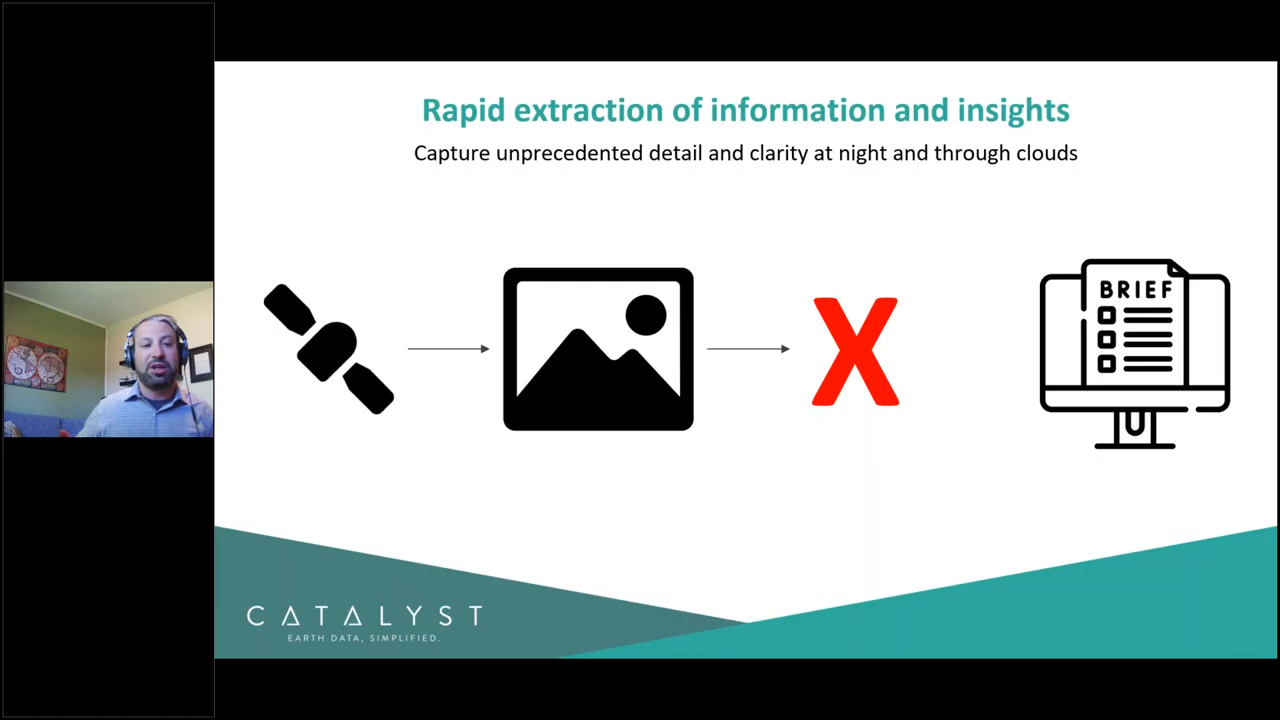 Rapid extraction of information and insights
Capture unprecedented detail and clarity at night and through clouds
X
BRIEF
CATALYST
EARTH DATA, SIMPLIFIED.